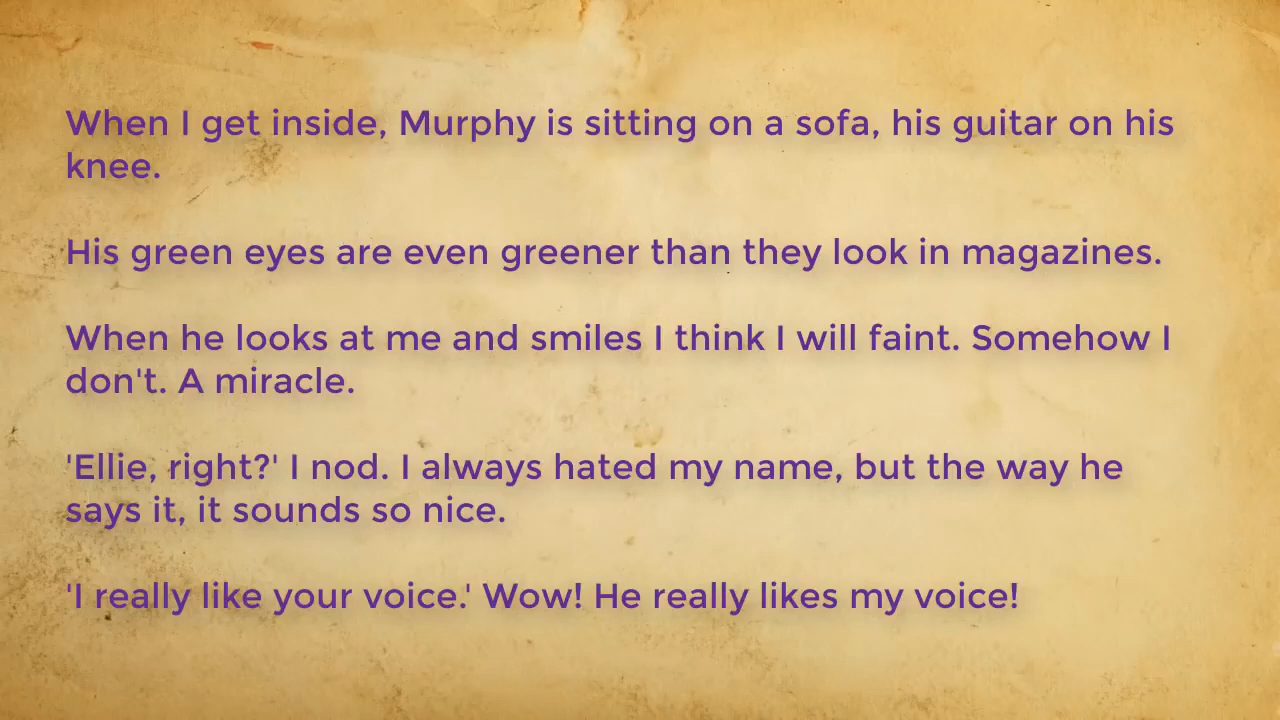 When I get inside, Murphy is sitting on a sofa, his guitar on his
knee.
His green eyes are even greener than they look in magazines.
When he looks at me and smiles I think I will faint. Somehow I
don't. A miracle.
'Ellie, right?' I nod. I always hated my name, but the way he
says it, it sounds so nice.
'I really like your voice.' Wow! He really likes my voice!